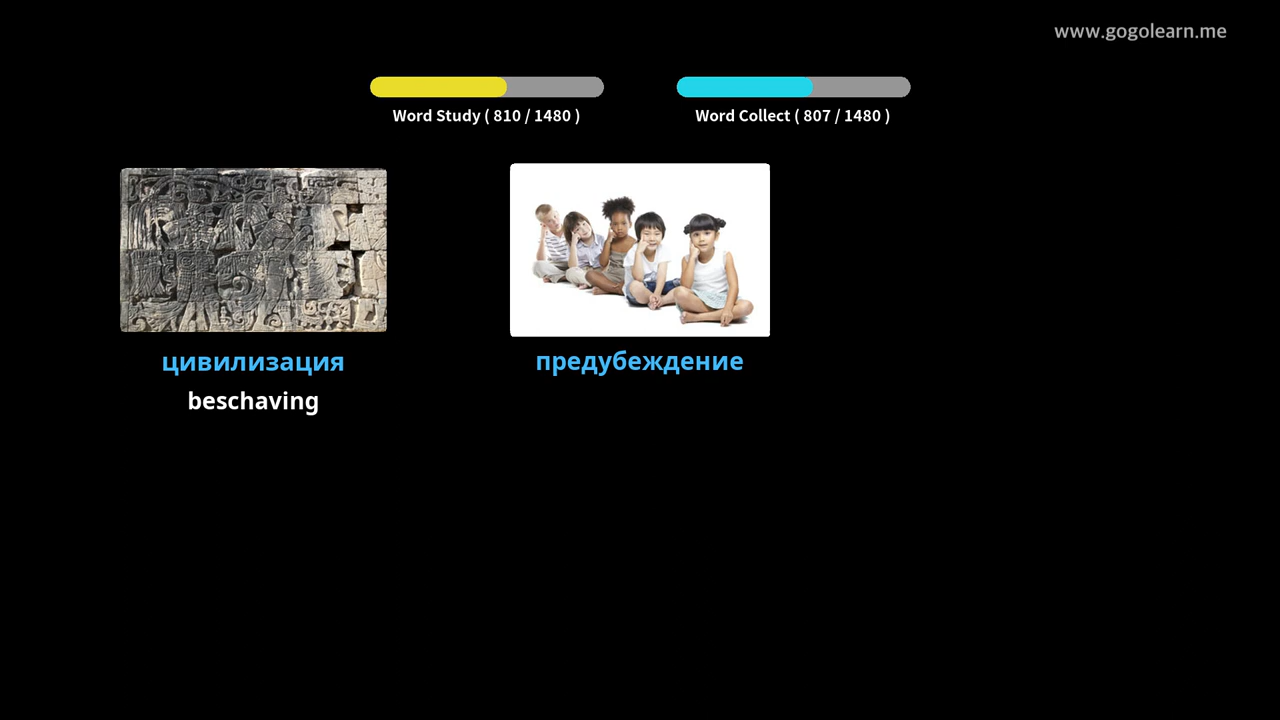 www.gogolearn.me
Word Study ( 810 / 1480 )
Word Collect ( 807 / 1480 )
цивилизация
beschaving
предубеждение